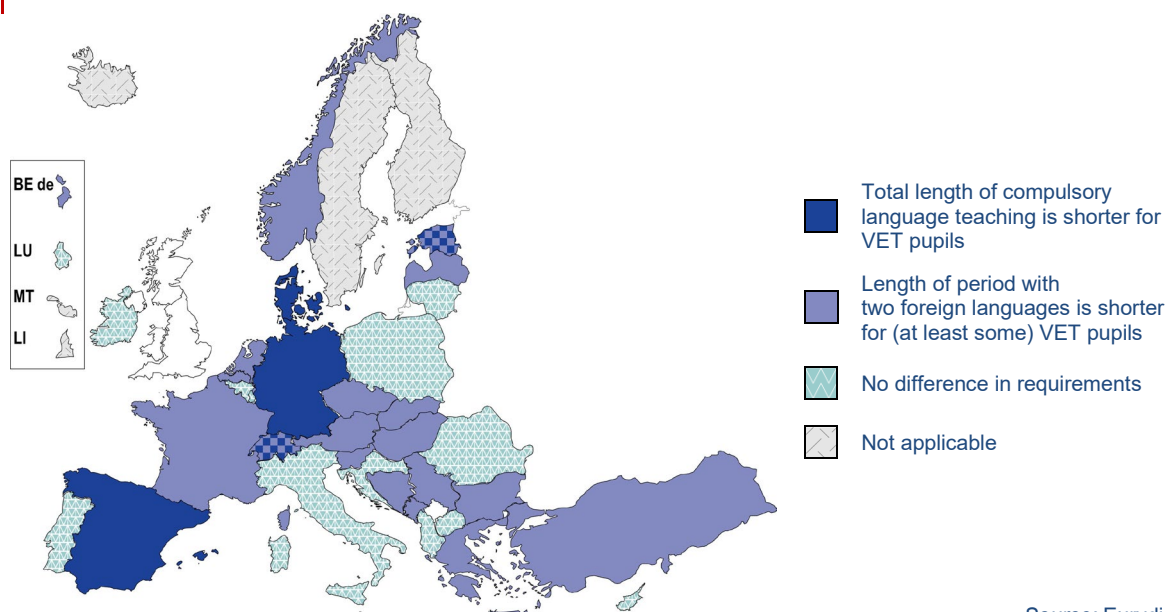 BE de
LU
MT
LI
Total length of compulsory
language teaching is shorter for
VET pupils
Length of period with
two foreign languages is shorter
for (at least some) VET pupils
No difference in requirements
Not applicable